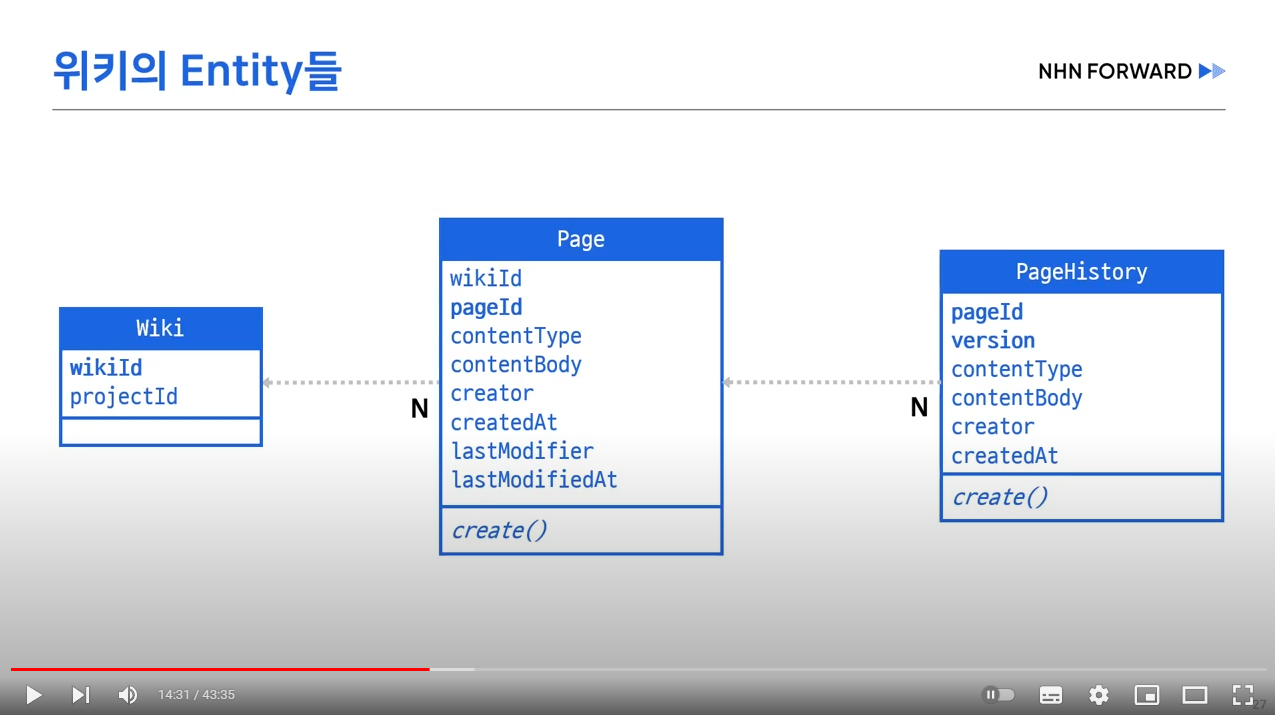 위키의 Entity들
NHN FORWARD
Wiki
wikiId
projectId
N
Page
wikiId
pageId
contentType
contentBody
creator
createdAt
lastModifier
lastModifiedAt
create()
N
PageHistory
pageId
version
contentType
contentBody
creator
createdAt
create()
14:31 / 43:35
27